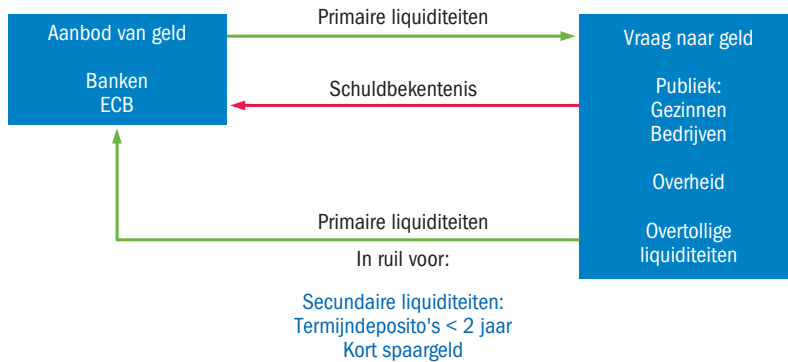 Aanbod van geld
Banken
ECB
Primaire liquiditeiten
Schuldbekentenis
Vraag naar geld
Publiek:
Gezinnen
Bedrijven
Overheid
Overtollige
liquiditeiten
Primaire liquiditeiten
In ruil voor:
Secundaire liquiditeiten:
Termijndeposito's < 2 jaar
Kort spaargeld